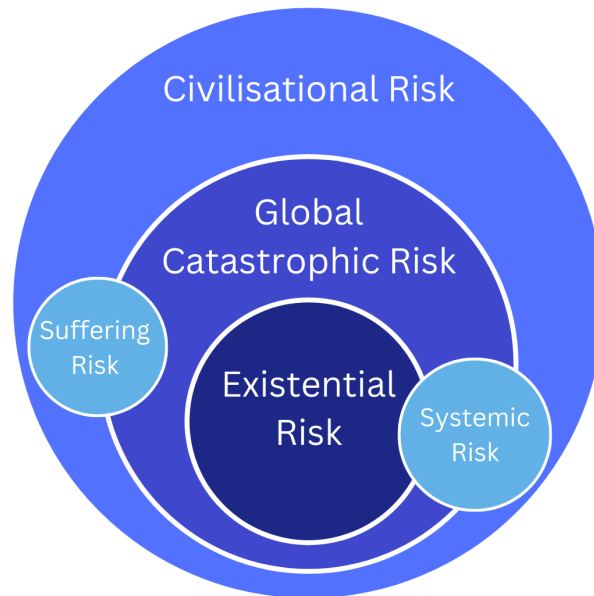 Civilisational Risk
Global
Catastrophic Risk
Suffering
Risk
Existential
Risk
Systemic
Risk